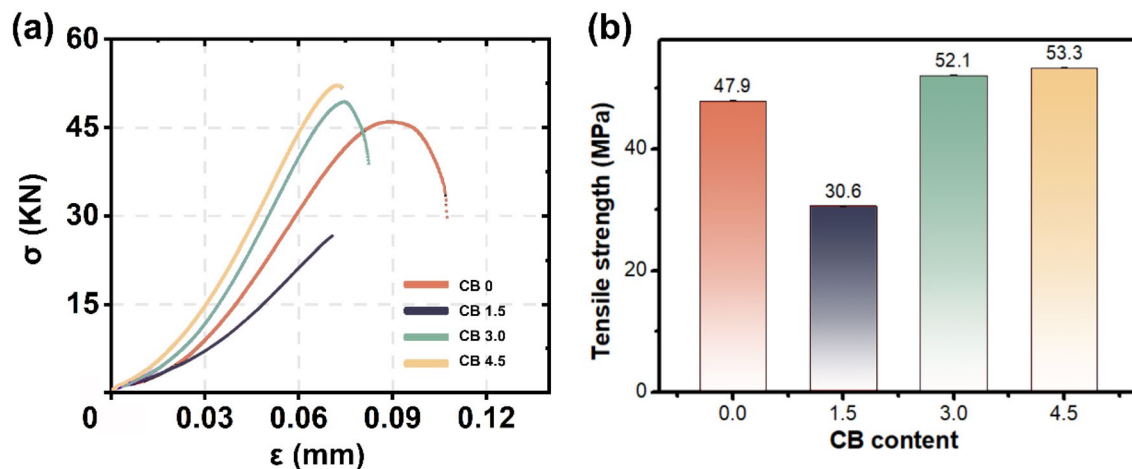 (a)
60
45
30
15
0
0.03 0.06 0.09 0.12
σ (KN)
ε (mm)
CB 0
CB 1.5
CB 3.0
CB 4.5
(b)
Tensile strength (MPa)
40
20
0
47.9
30.6
52.1
53.3
0.0 1.5 3.0 4.5
CB content